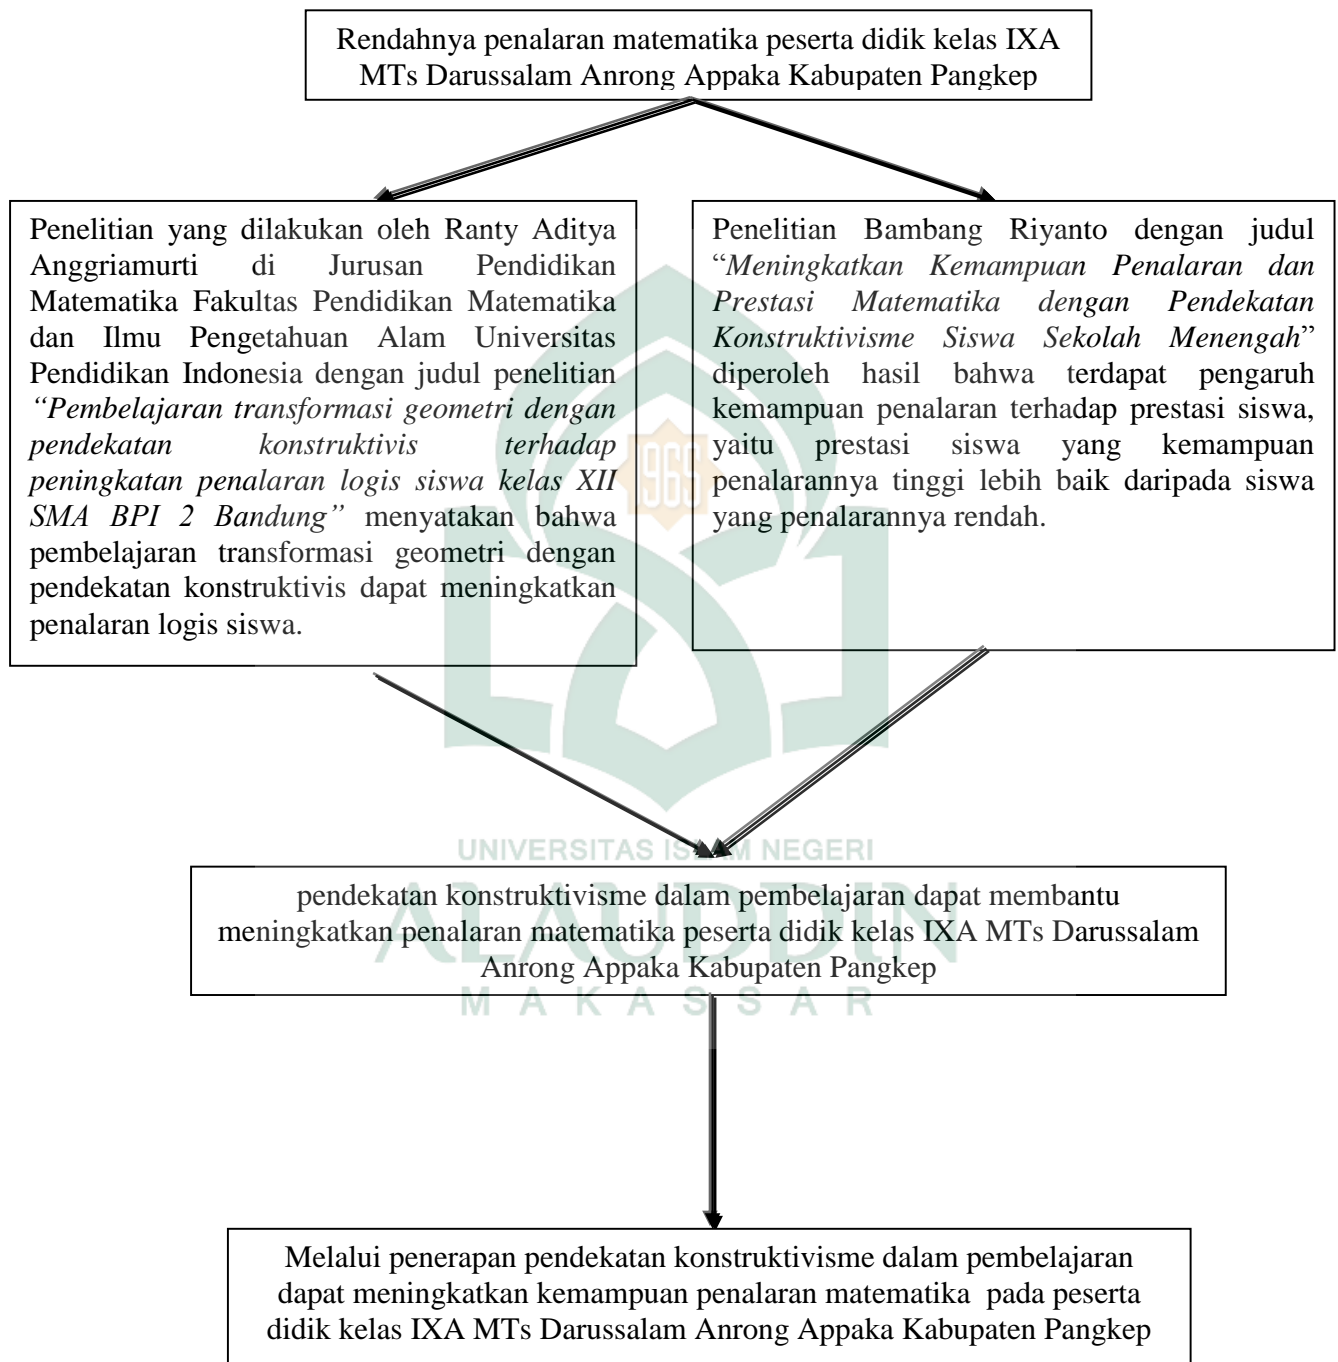 Rendahnya penalaran matematika peserta didik kelas IXA
MTs Darussalam Anrong Appaka Kabupaten Pangkep
Penelitian yang dilakukan oleh Ranty Aditya
Anggriamurti di Jurusan Pendidikan
Matematika Fakultas Pendidikan Matematika
dan Ilmu Pengetahuan Alam Universitas
Pendidikan Indonesia dengan judul penelitian
“Pembelajaran transformasi geometri dengan
pendekatan konstruktivis terhadap
peningkatan penalaran logis siswa kelas XII
SMA BPI 2 Bandung” menyatakan bahwa
pembelajaran transformasi geometri dengan
pendekatan konstruktivis dapat meningkatkan
penalaran logis siswa.
Penelitian Bambang Riyanto dengan judul
“Meningkatkan Kemampuan Penalaran dan
Prestasi Matematika dengan Pendekatan
Konstruktivisme Siswa Sekolah Menengah”
diperoleh hasil bahwa terdapat pengaruh
kemampuan penalaran terhadap prestasi siswa,
yaitu prestasi siswa yang kemampuan
penalarannya tinggi lebih baik daripada siswa
yang penalarannya rendah.
1965
UNIVERSITAS ISLAM NEGERI
ALAUDDIN
MAKASSAR
pendekatan konstruktivisme dalam pembelajaran dapat membantu
meningkatkan penalaran matematika peserta didik kelas IXA MTs Darussalam
Anrong Appaka Kabupaten Pangkep
Melalui penerapan pendekatan konstruktivisme dalam pembelajaran
dapat meningkatkan kemampuan penalaran matematika pada peserta
didik kelas IXA MTs Darussalam Anrong Appaka Kabupaten Pangkep